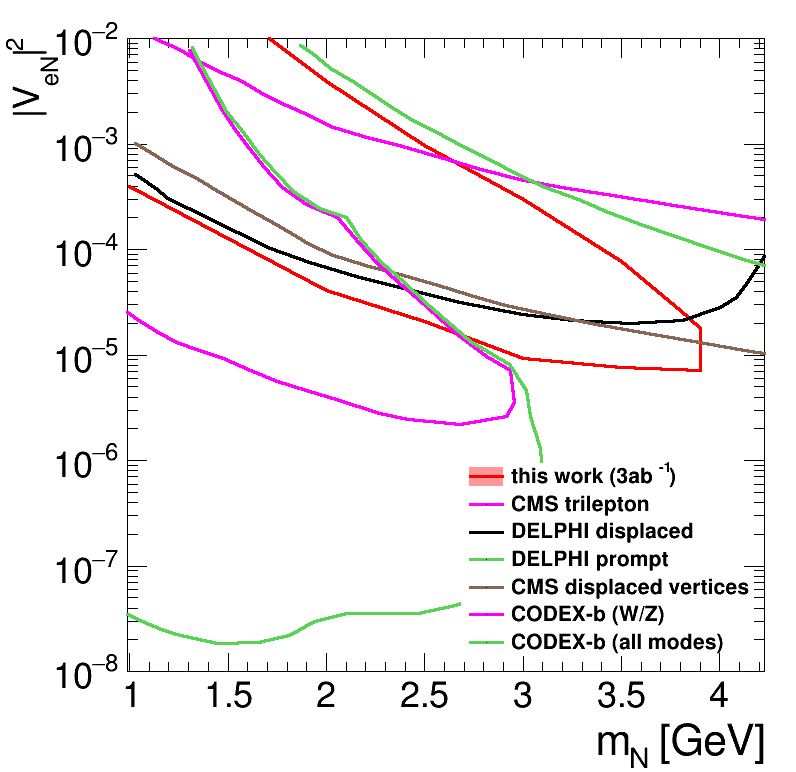 |V_eN|²
10⁻²
10⁻³
10⁻⁴
10⁻⁵
10⁻⁶
10⁻⁷
10⁻⁸
this work (3ab⁻¹)
CMS trilepton
DELPHI displaced
DELPHI prompt
CMS displaced vertices
CODEX-b (W/Z)
CODEX-b (all modes)
1 1.5 2 2.5 3 3.5 4
m_N [GeV]